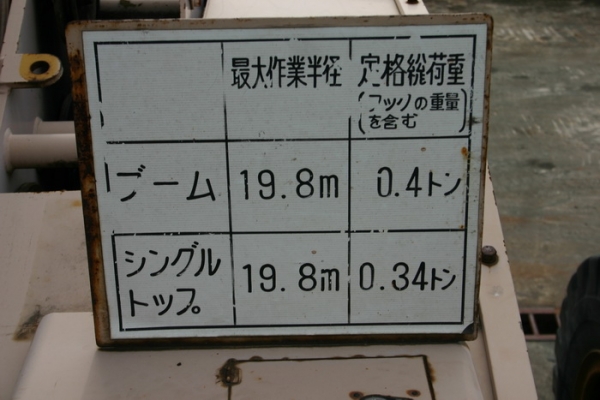 最大作業半径 定格総荷重
(フックの重量
を含む)
ブーム 19.8m 0.4トン
シングル
トップ 19.8m 0.34トン